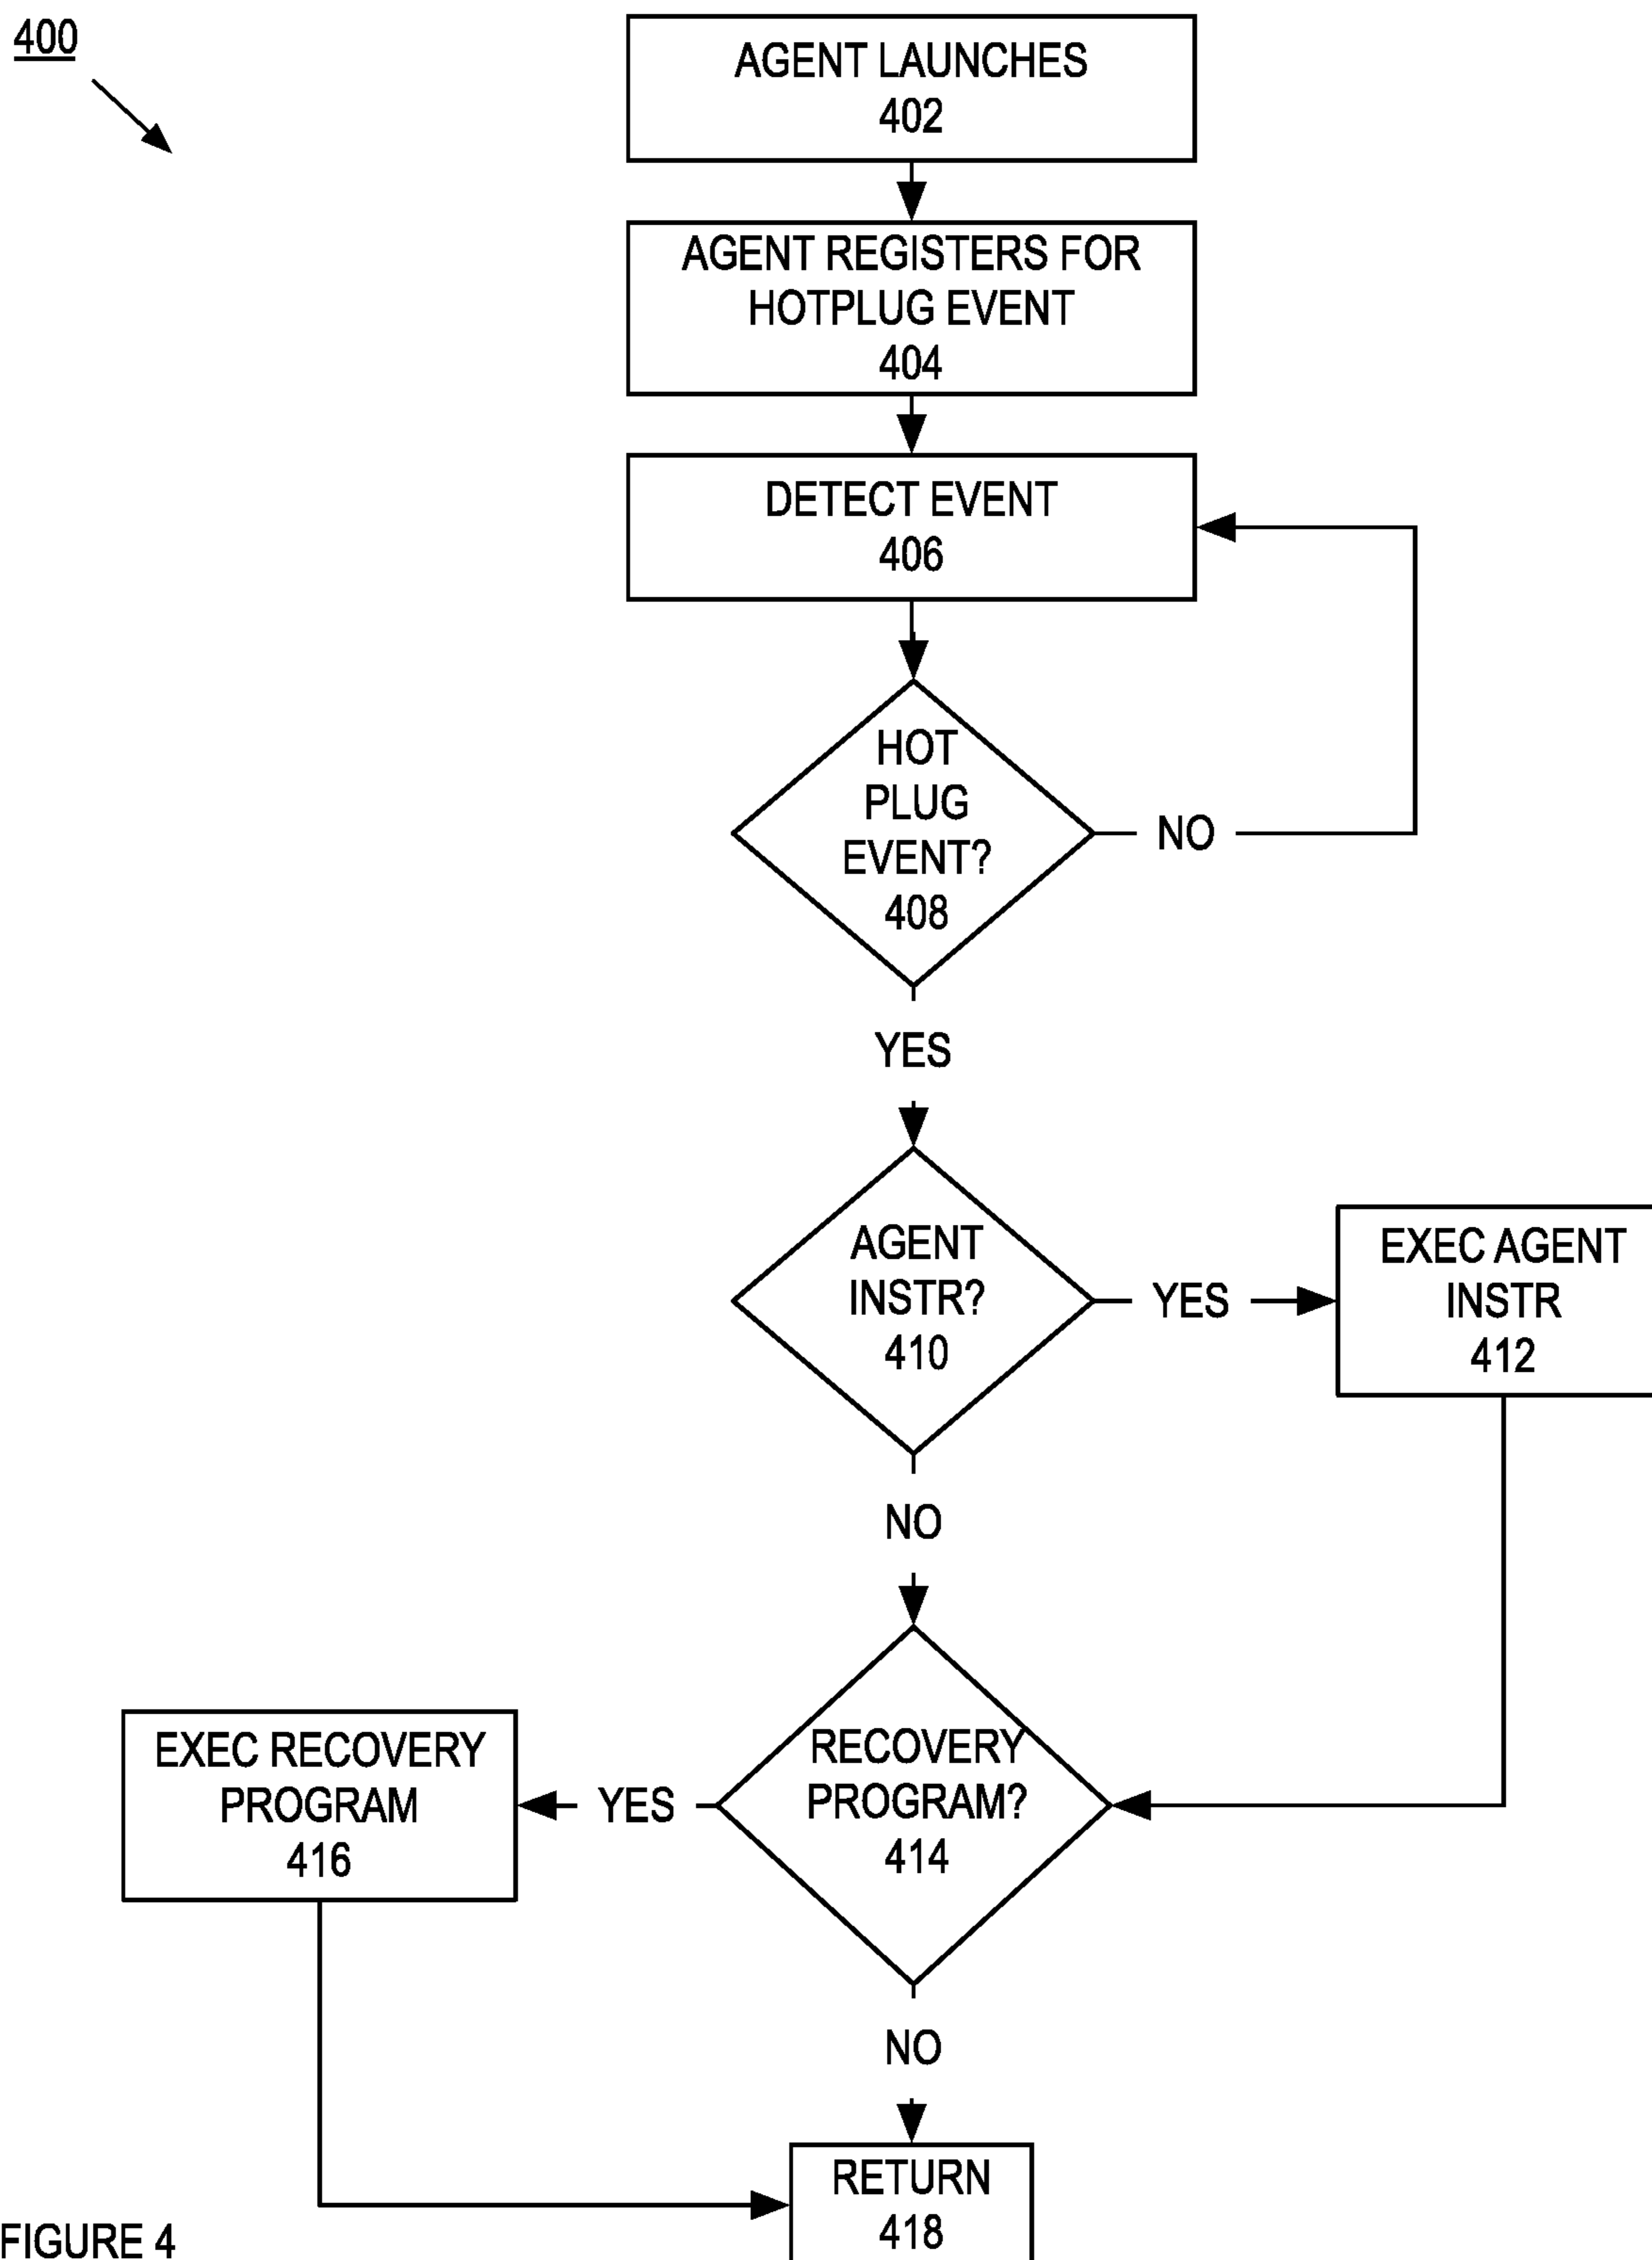 400
AGENT LAUNCHES
402
AGENT REGISTERS FOR
HOTPLUG EVENT
404
DETECT EVENT
406
HOT
PLUG
EVENT?
408
NO
YES
AGENT
INSTR?
410
YES
EXEC AGENT
INSTR
412
NO
RECOVERY
PROGRAM?
414
YES
EXEC RECOVERY
PROGRAM
416
NO
RETURN
418
FIGURE 4